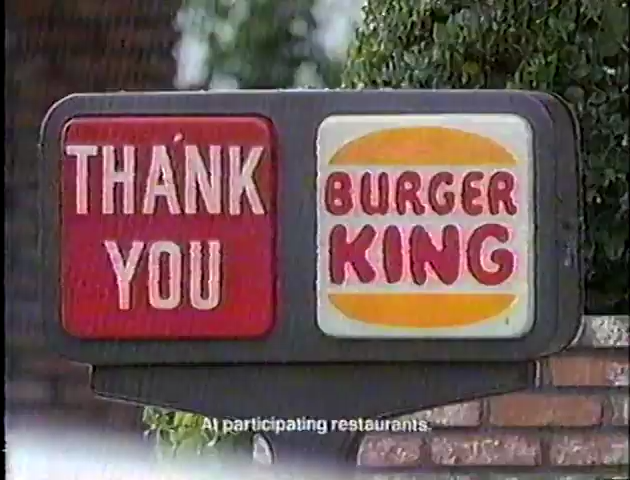 THANK
YOU
BURGER
KING
At participating restaurants.